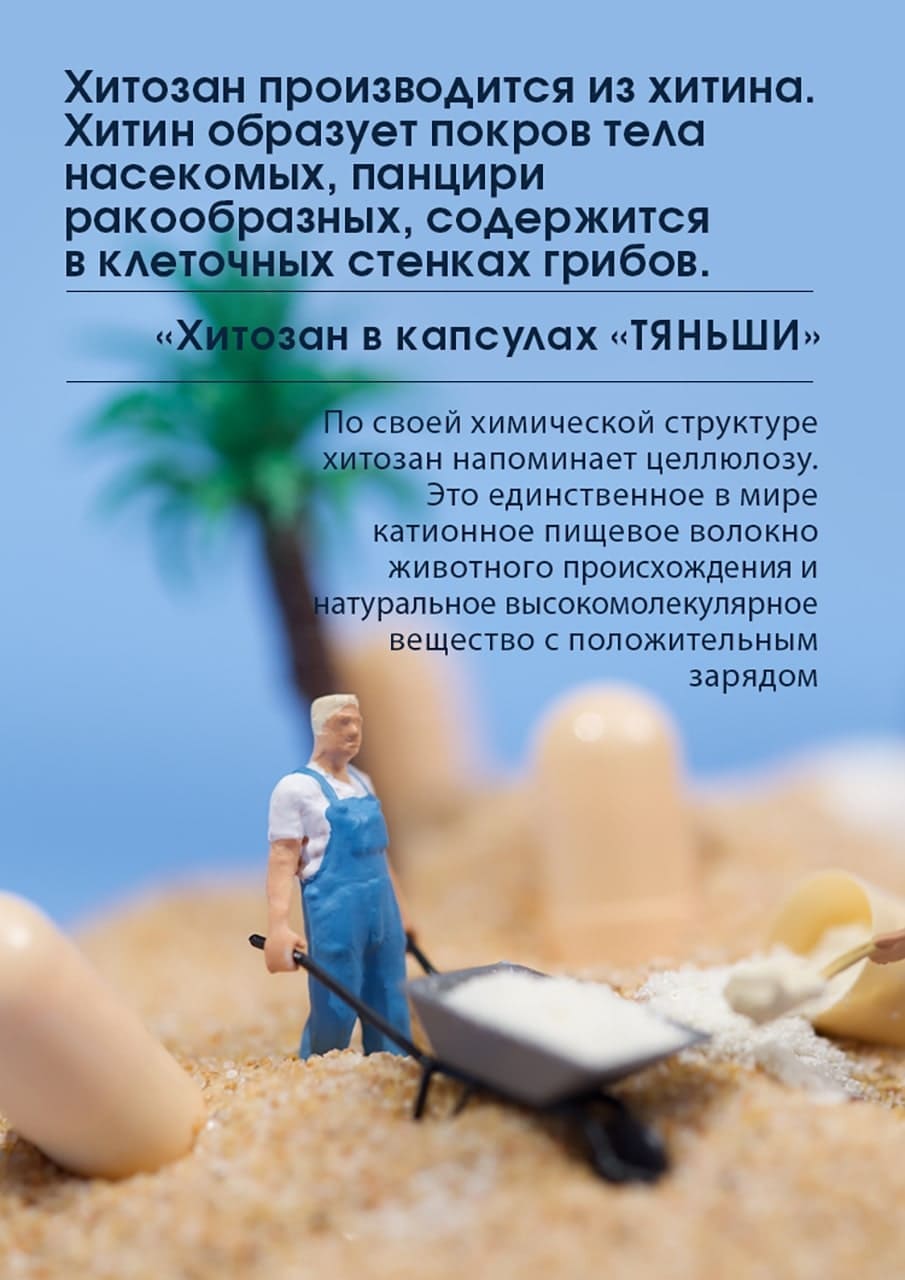 Хитозан производится из хитина.
Хитин образует покров тела
насекомых, панцири
ракообразных, содержится
в клеточных стенках грибов.
«Хитозан в капсулах «ТЯНЬШИ»
По своей химической структуре
хитозан напоминает целлюлозу.
Это единственное в мире
катионное пищевое волокно
животного происхождения и
натуральное высокомолекулярное
вещество с положительным
зарядом